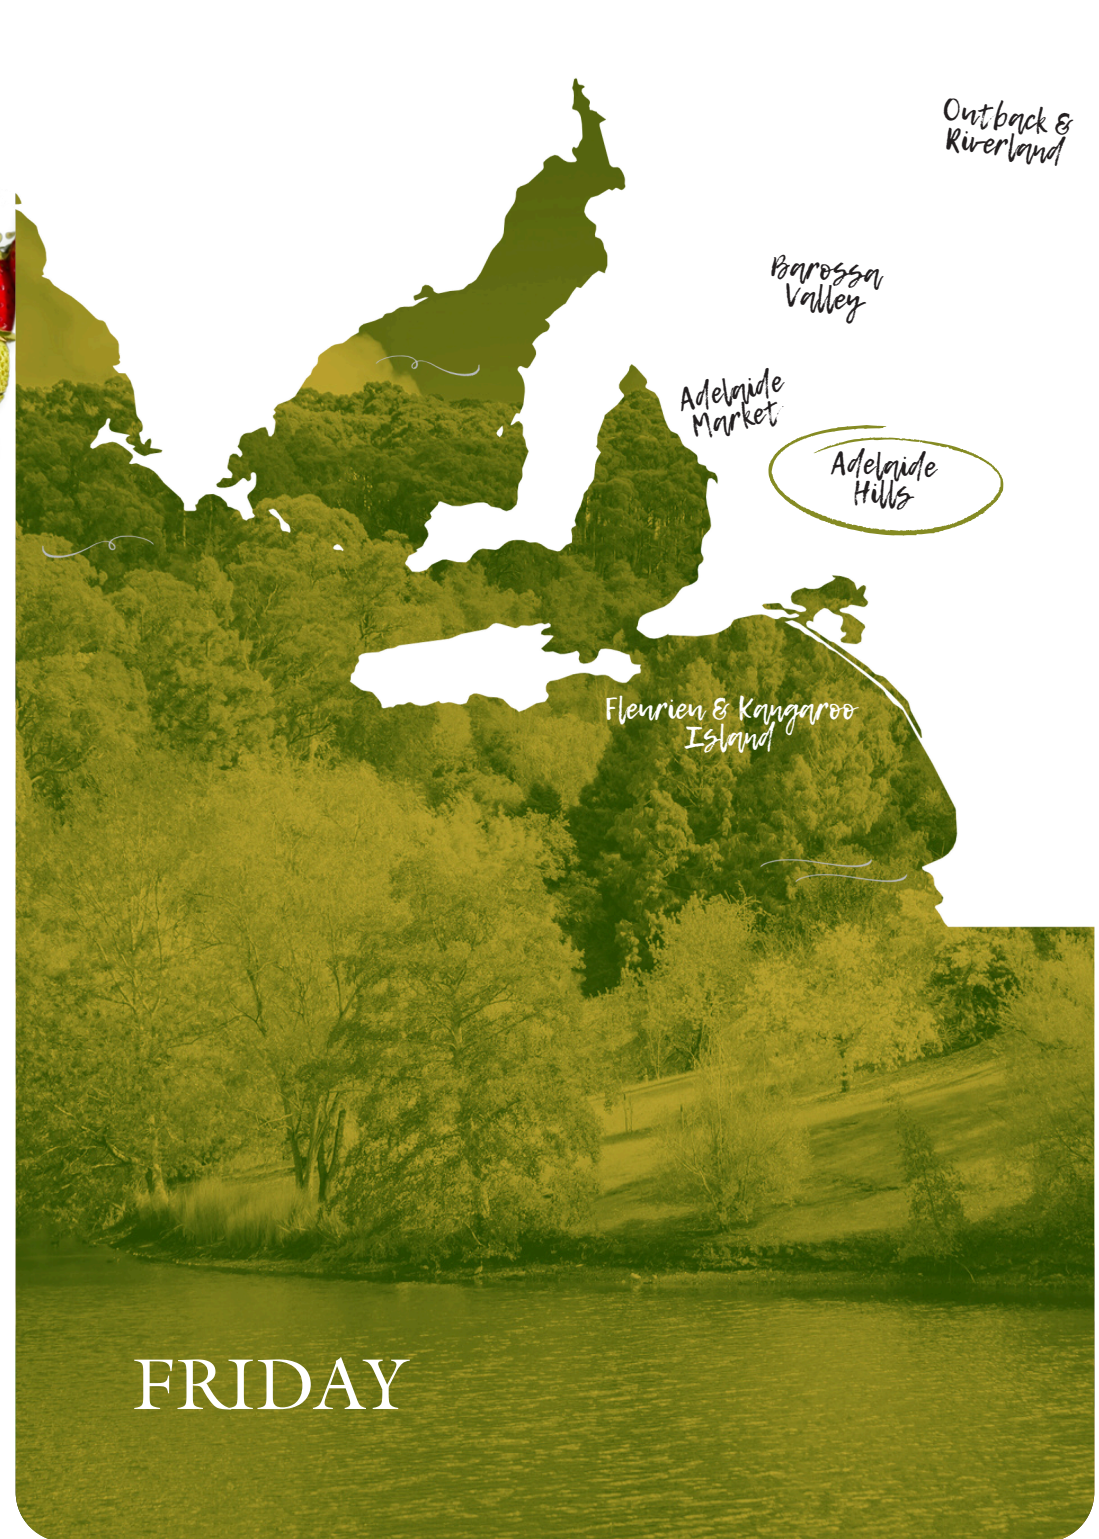 Outback &
Riverland
Barossa
Valley
Adelaide
Market
Adelaide
Hills
Fleurieu & Kangaroo
Island
FRIDAY